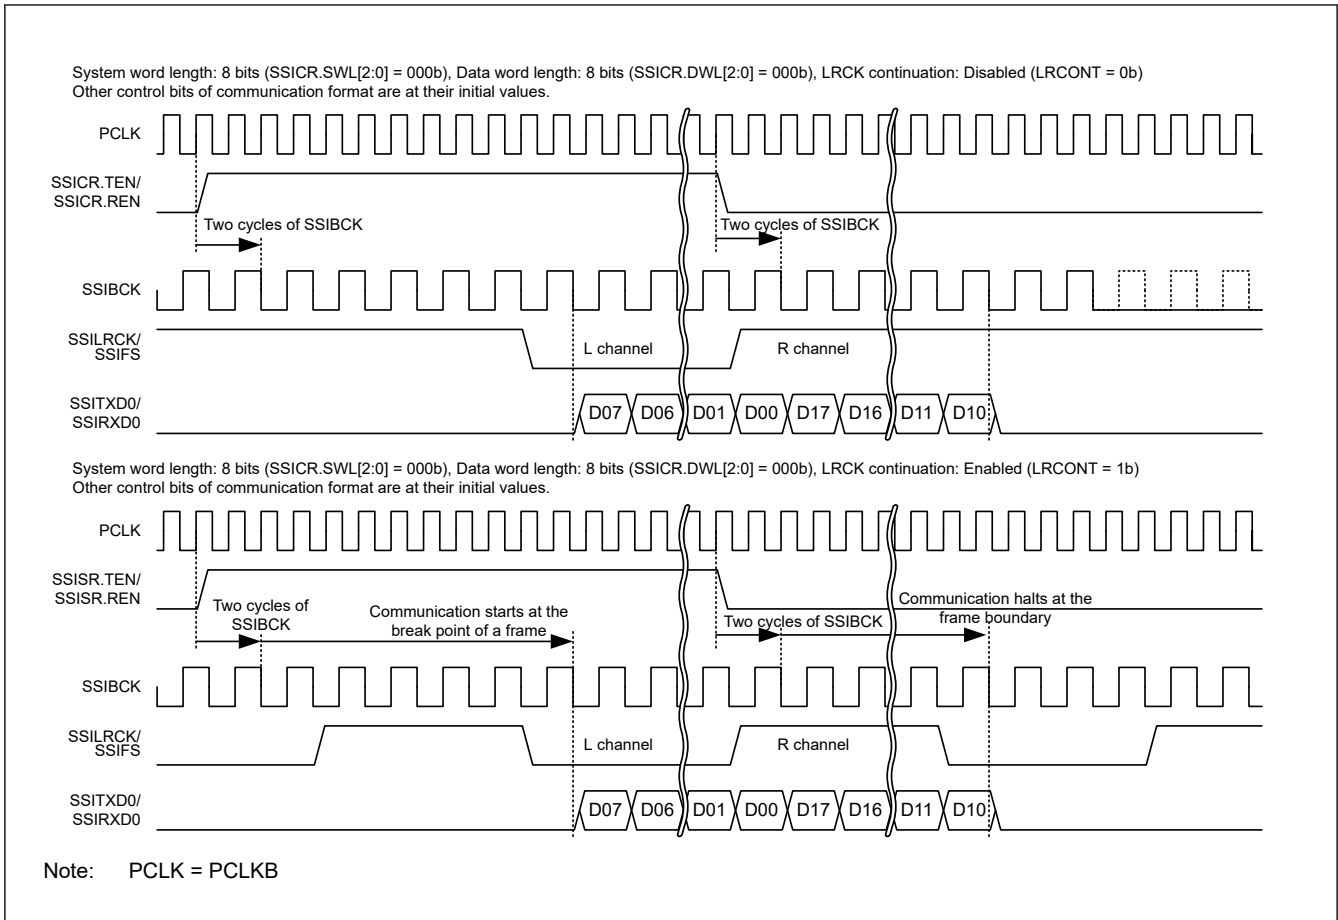 System word length: 8 bits (SSICR.SWL[2:0] = 000b), Data word length: 8 bits (SSICR.DWL[2:0] = 000b), LRCK continuation: Disabled (LRCONT = 0b)
Other control bits of communication format are at their initial values.
PCLK
SSICR.TEN/
SSICR.REN
Two cycles of SSIBCK
Two cycles of SSIBCK
SSIBCK
SSILRCK/
SSIFS
L channel
R channel
SSITXD0/
SSIRXD0
D07 D06 D01 D00 D17 D16 D11 D10
System word length: 8 bits (SSICR.SWL[2:0] = 000b), Data word length: 8 bits (SSICR.DWL[2:0] = 000b), LRCK continuation: Enabled (LRCONT = 1b)
Other control bits of communication format are at their initial values.
PCLK
SSISR.TEN/
SSISR.REN
Two cycles of
SSIBCK
Communication starts at the
break point of a frame
Two cycles of SSIBCK
Communication halts at the
frame boundary
SSIBCK
SSILRCK/
SSIFS
L channel
R channel
SSITXD0/
SSIRXD0
D07 D06 D01 D00 D17 D16 D11 D10
Note: PCLK = PCLKB